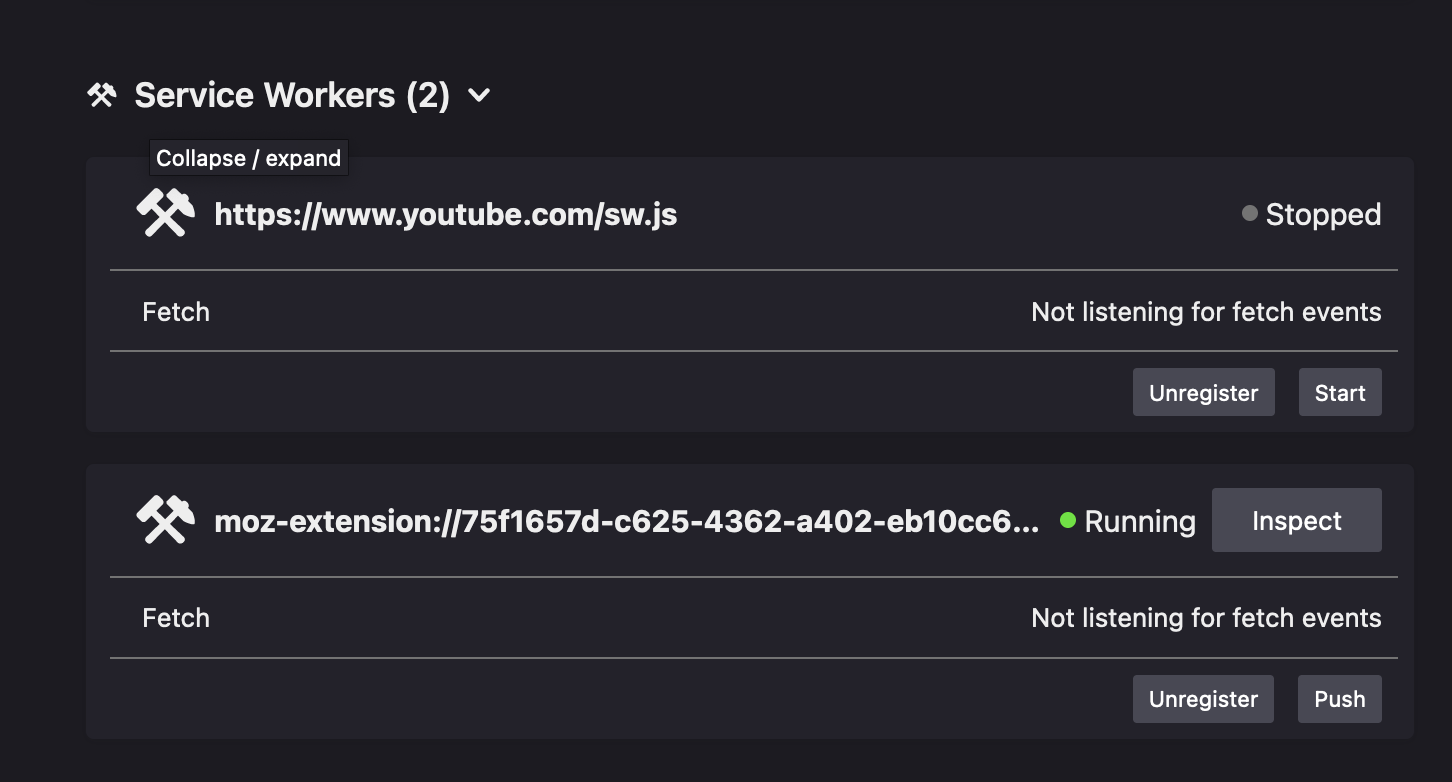 Service Workers (2)
Collapse / expand
https://www.youtube.com/sw.js Stopped
Fetch Not listening for fetch events
Unregister Start
moz-extension://75f1657d-c625-4362-a402-eb10cc6... Running Inspect
Fetch Not listening for fetch events
Unregister Push